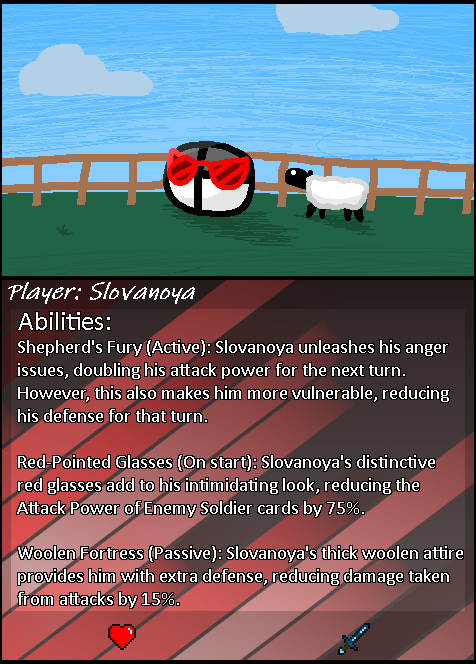 Player: Slovanoya
Abilities:
Shepherd's Fury (Active): Slovanoya unleashes his anger
issues, doubling his attack power for the next turn.
However, this also makes him more vulnerable, reducing
his defense for that turn.
Red-Pointed Glasses (On start): Slovanoya's distinctive
red glasses add to his intimidating look, reducing the
Attack Power of Enemy Soldier cards by 75%.
Woolen Fortress (Passive): Slovanoya's thick woolen attire
provides him with extra defense, reducing damage taken
from attacks by 15%.